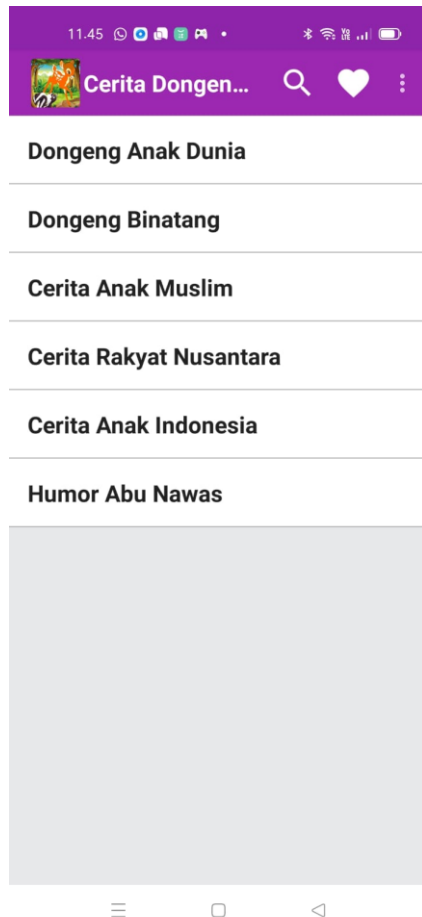 11.45
Cerita Dongen...
Dongeng Anak Dunia
Dongeng Binatang
Cerita Anak Muslim
Cerita Rakyat Nusantara
Cerita Anak Indonesia
Humor Abu Nawas